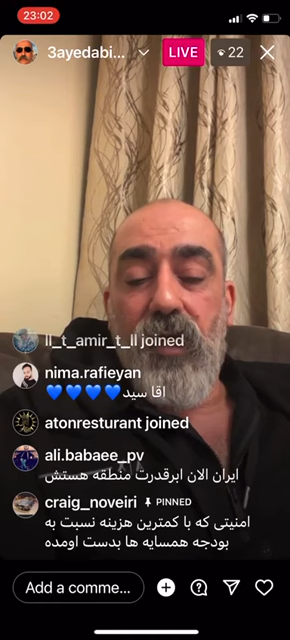 23:02
3ayedabi...
LIVE
22
ll_t_amir_t_ll joined
nima.rafieyan
اقا سید💙💙💙💙
atonresturant joined
ali.babaee_pv
ایران الان ابرقدرت منطقه هستش
craig_noveiri PINNED
امنیتی که با کمترین هزینه نسبت به
بودجه همسایه ها بدست اومده
Add a comme...